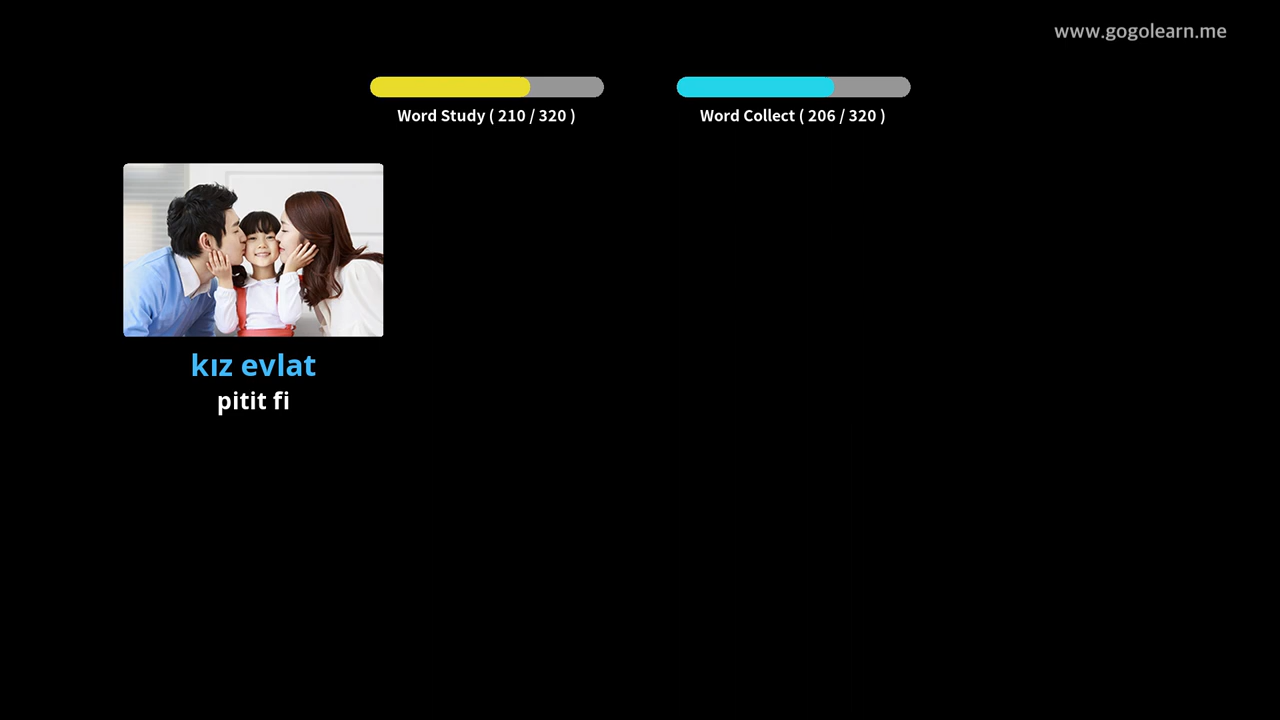 www.gogolearn.me
Word Study ( 210 / 320 )
Word Collect ( 206 / 320 )
kız evlat
pitit fi